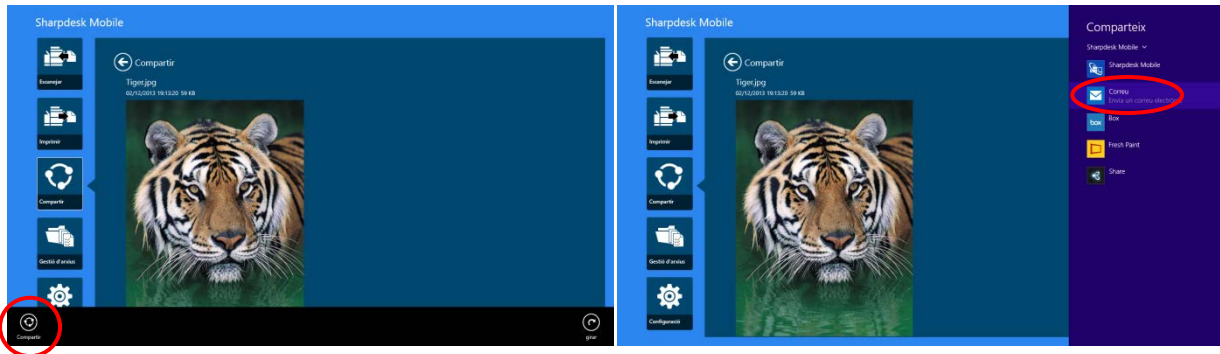 Sharpdesk Mobile
Escanejar
Imprimir
Compartir
Gestió d'arxius
Compartir
Tiger.jpg
02/12/2013 19:13:20 59 KB
Compartir
girar
Sharpdesk Mobile
Escanejar
Imprimir
Compartir
Gestió d'arxius
Configuració
Compartir
Tiger.jpg
02/12/2013 19:13:20 59 KB
Comparteix
Sharpdesk Mobile
Sharpdesk Mobile
Correu
Envia un correu electrònic
box
Box
Fresh Paint
Share